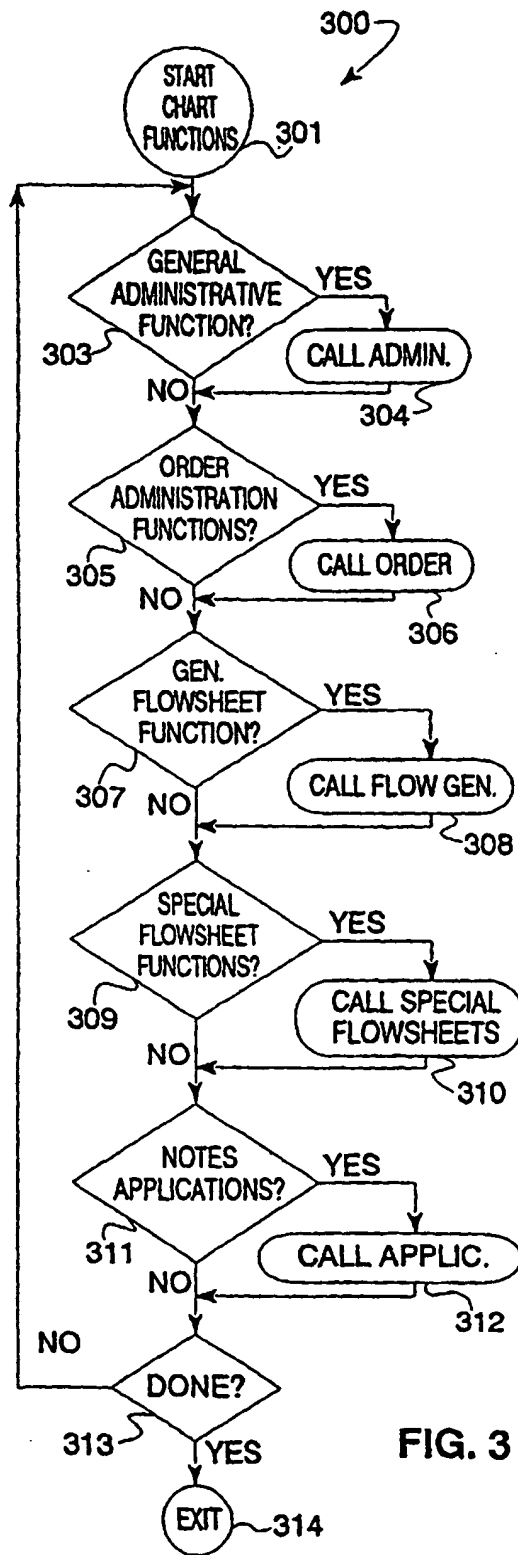 300
START
CHART
FUNCTIONS
301
GENERAL
ADMINISTRATIVE
FUNCTION?
303
YES
CALL ADMIN.
304
NO
ORDER
ADMINISTRATION
FUNCTIONS?
305
YES
CALL ORDER
306
NO
GEN.
FLOWSHEET
FUNCTION?
307
YES
CALL FLOW GEN.
308
NO
SPECIAL
FLOWSHEET
FUNCTIONS?
309
YES
CALL SPECIAL
FLOWSHEETS
310
NO
NOTES
APPLICATIONS?
311
YES
CALL APPLIC.
312
NO
NO
DONE?
313
YES
FIG. 3
EXIT
314